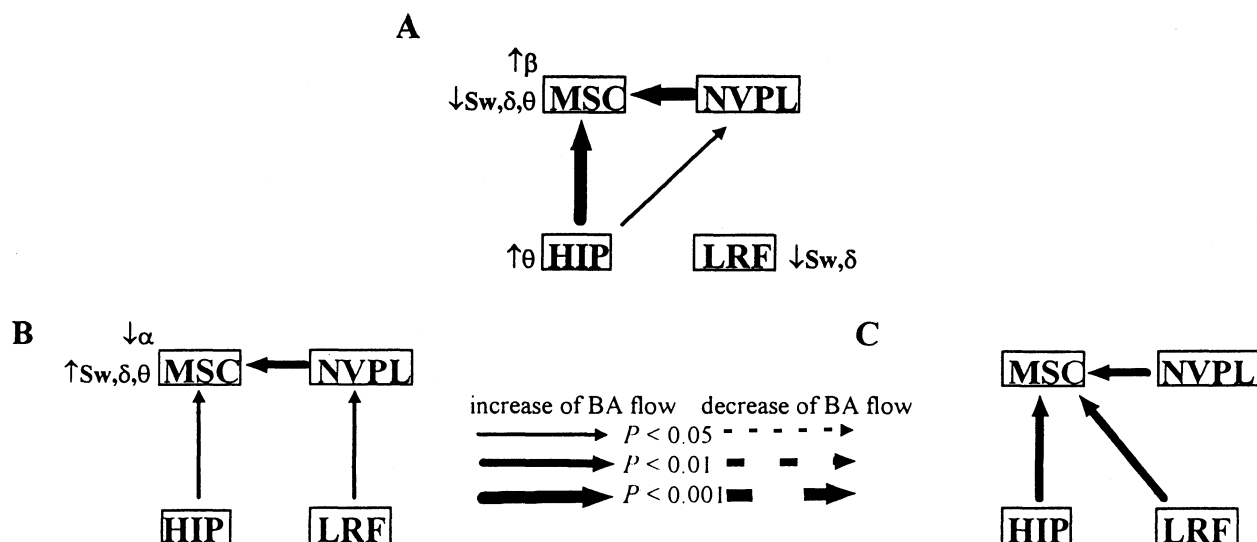 A
↑β
↓Sw,δ,θ MSC NVPL
↑θ HIP LRF ↓Sw,δ
B
↓α
↑Sw,δ,θ MSC NVPL
HIP LRF
increase of BA flow decrease of BA flow
P < 0.05
P < 0.01
P < 0.001
C
MSC NVPL
HIP LRF